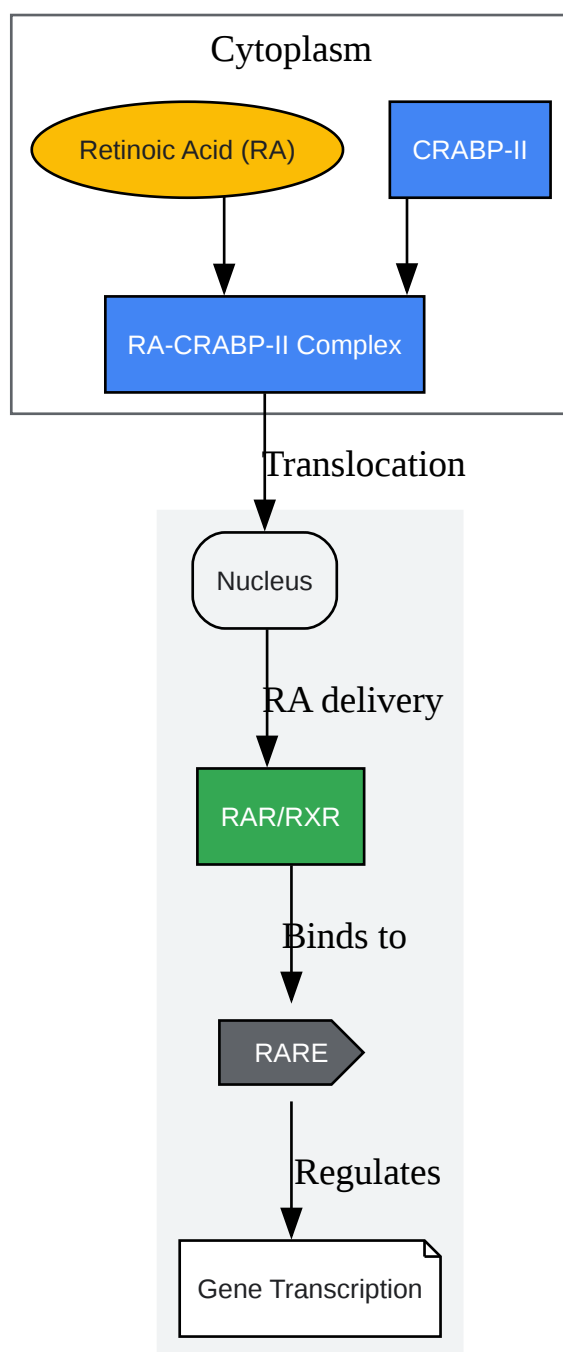 Cytoplasm
Retinoic Acid (RA)
CRABP-II
RA-CRABP-II Complex
Translocation
Nucleus
RA delivery
RAR/RXR
Binds to
RARE
Regulates
Gene Transcription